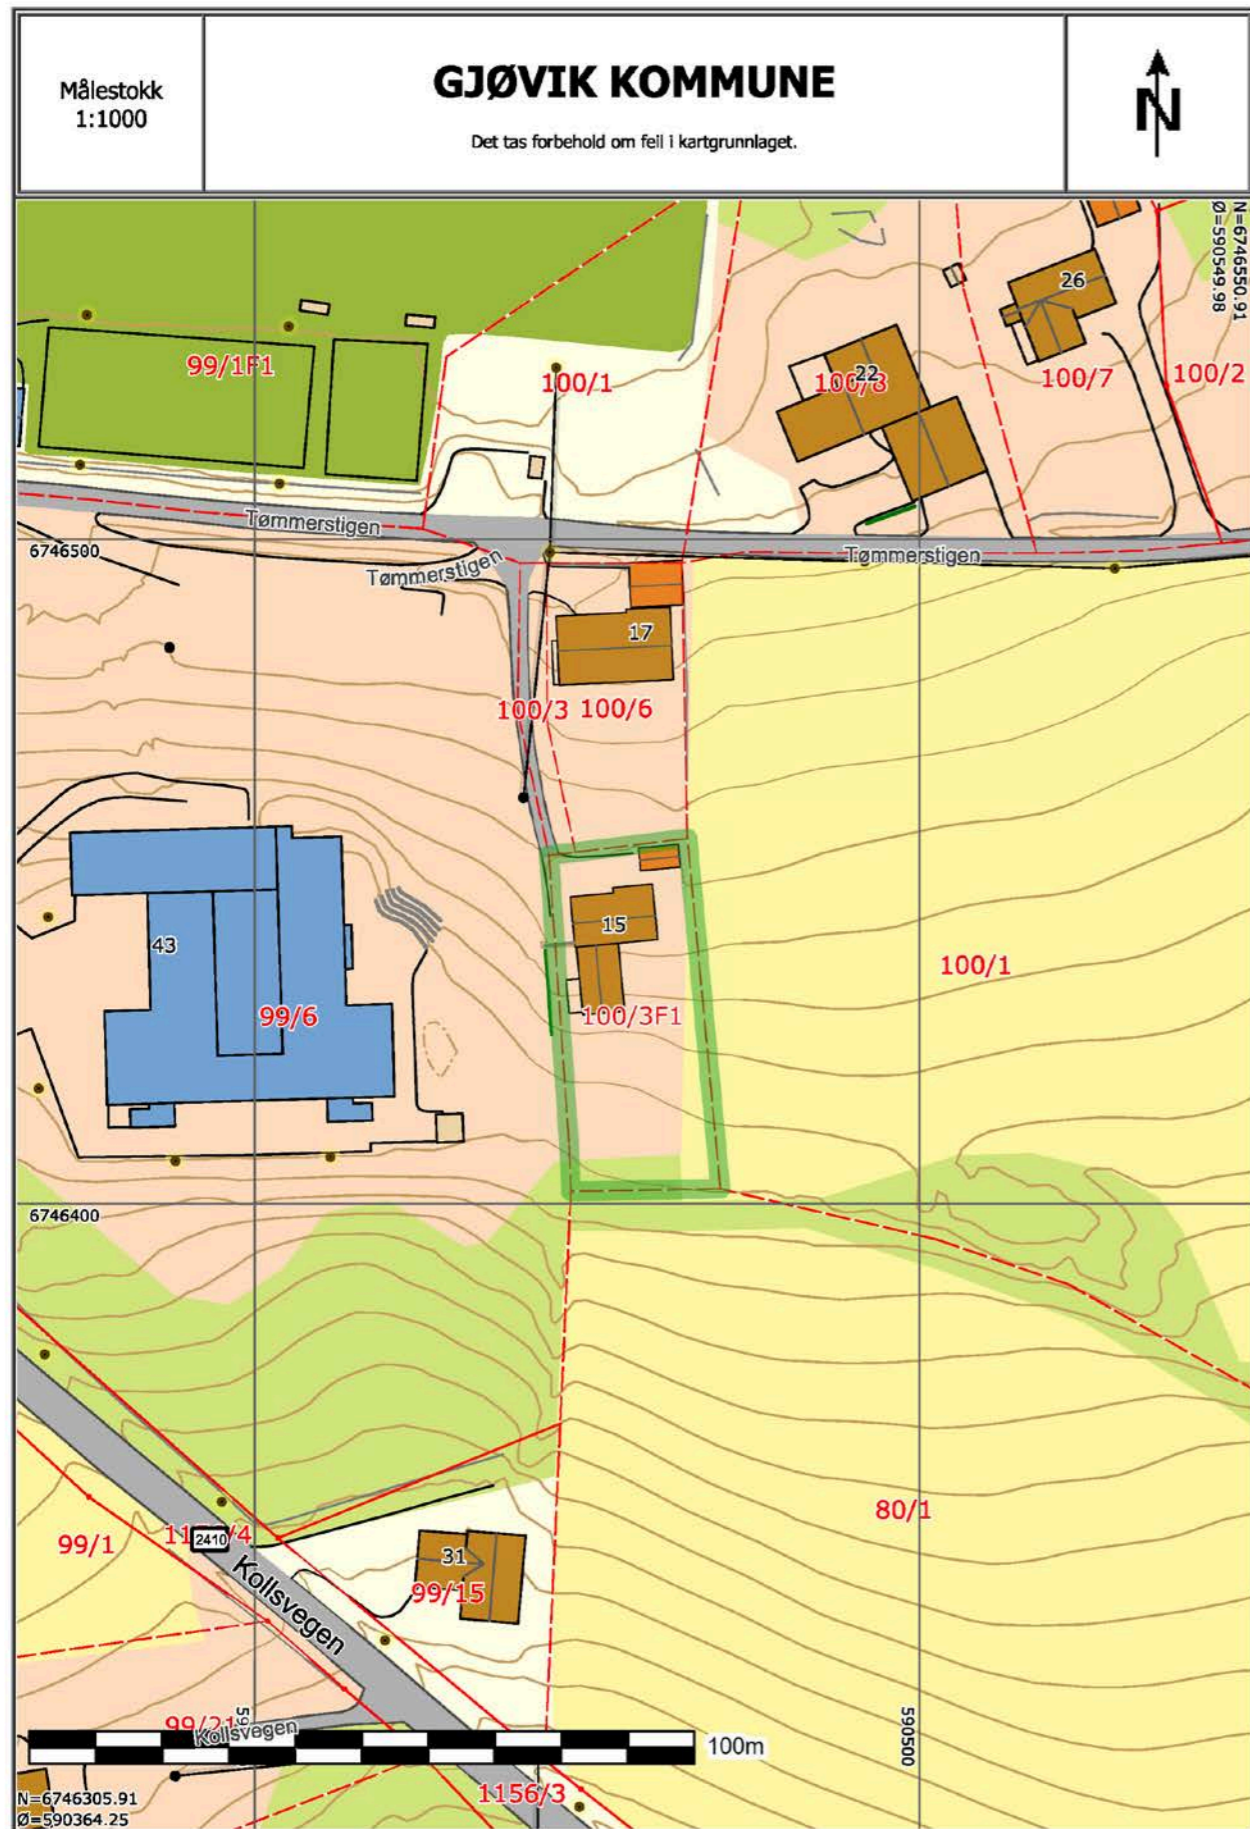 Målestokk
1:1000
GJØVIK KOMMUNE
Det tas forbehold om feil i kartgrunnlaget.
N
N=6746550.91
Ø=590549.98
26
99/1F1
100/1
22
100/8
100/7
100/2
Tømmerstigen
6746500
Tømmerstigen
Tømmerstigen
17
100/3
100/6
15
43
100/1
99/6
100/3F1
6746400
80/1
99/1
2410
31
Kollsvegen
99/15
99/21
Kollsvegen
590500
100m
1156/3
N=6746305.91
Ø=590364.25